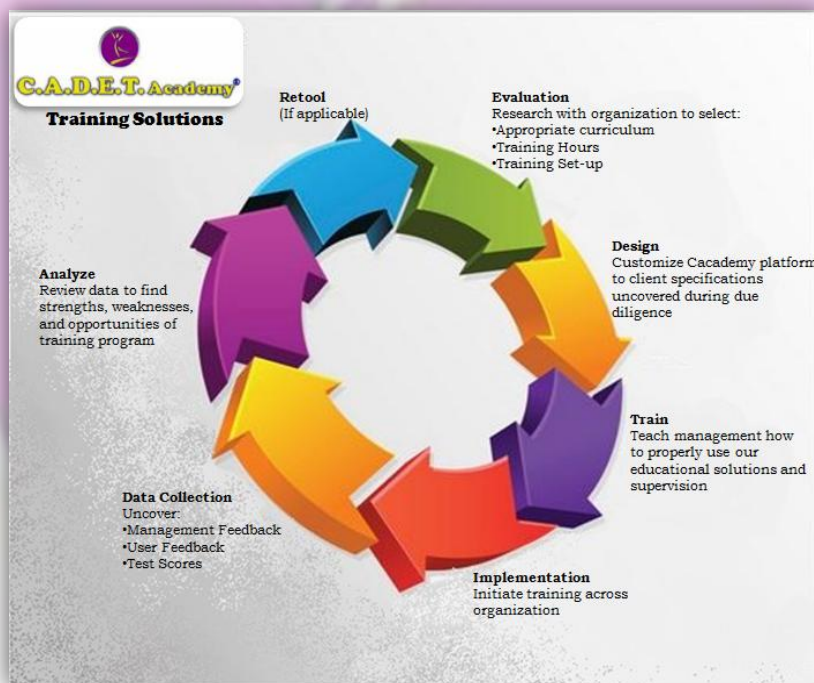 C.A.D.E.T. Academy®
Training Solutions
Retool
(If applicable)
Evaluation
Research with organization to select:
•Appropriate curriculum
•Training Hours
•Training Set-up
Design
Customize Cacademy platform
to client specifications
uncovered during due
diligence
Train
Teach management how
to properly use our
educational solutions and
supervision
Implementation
Initiate training across
organization
Data Collection
Uncover:
•Management Feedback
•User Feedback
•Test Scores
Analyze
Review data to find
strengths, weaknesses,
and opportunities of
training program